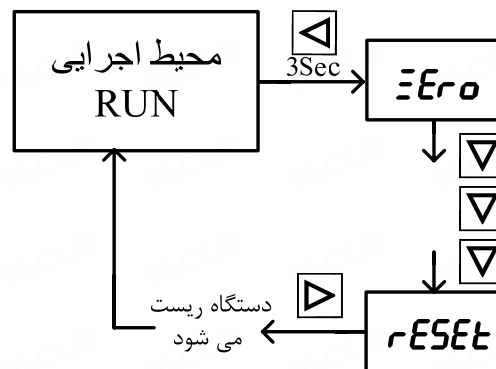 محیط اجرایی
RUN
3Sec
ZEro
دستگاه ریست
می شود
rESEt